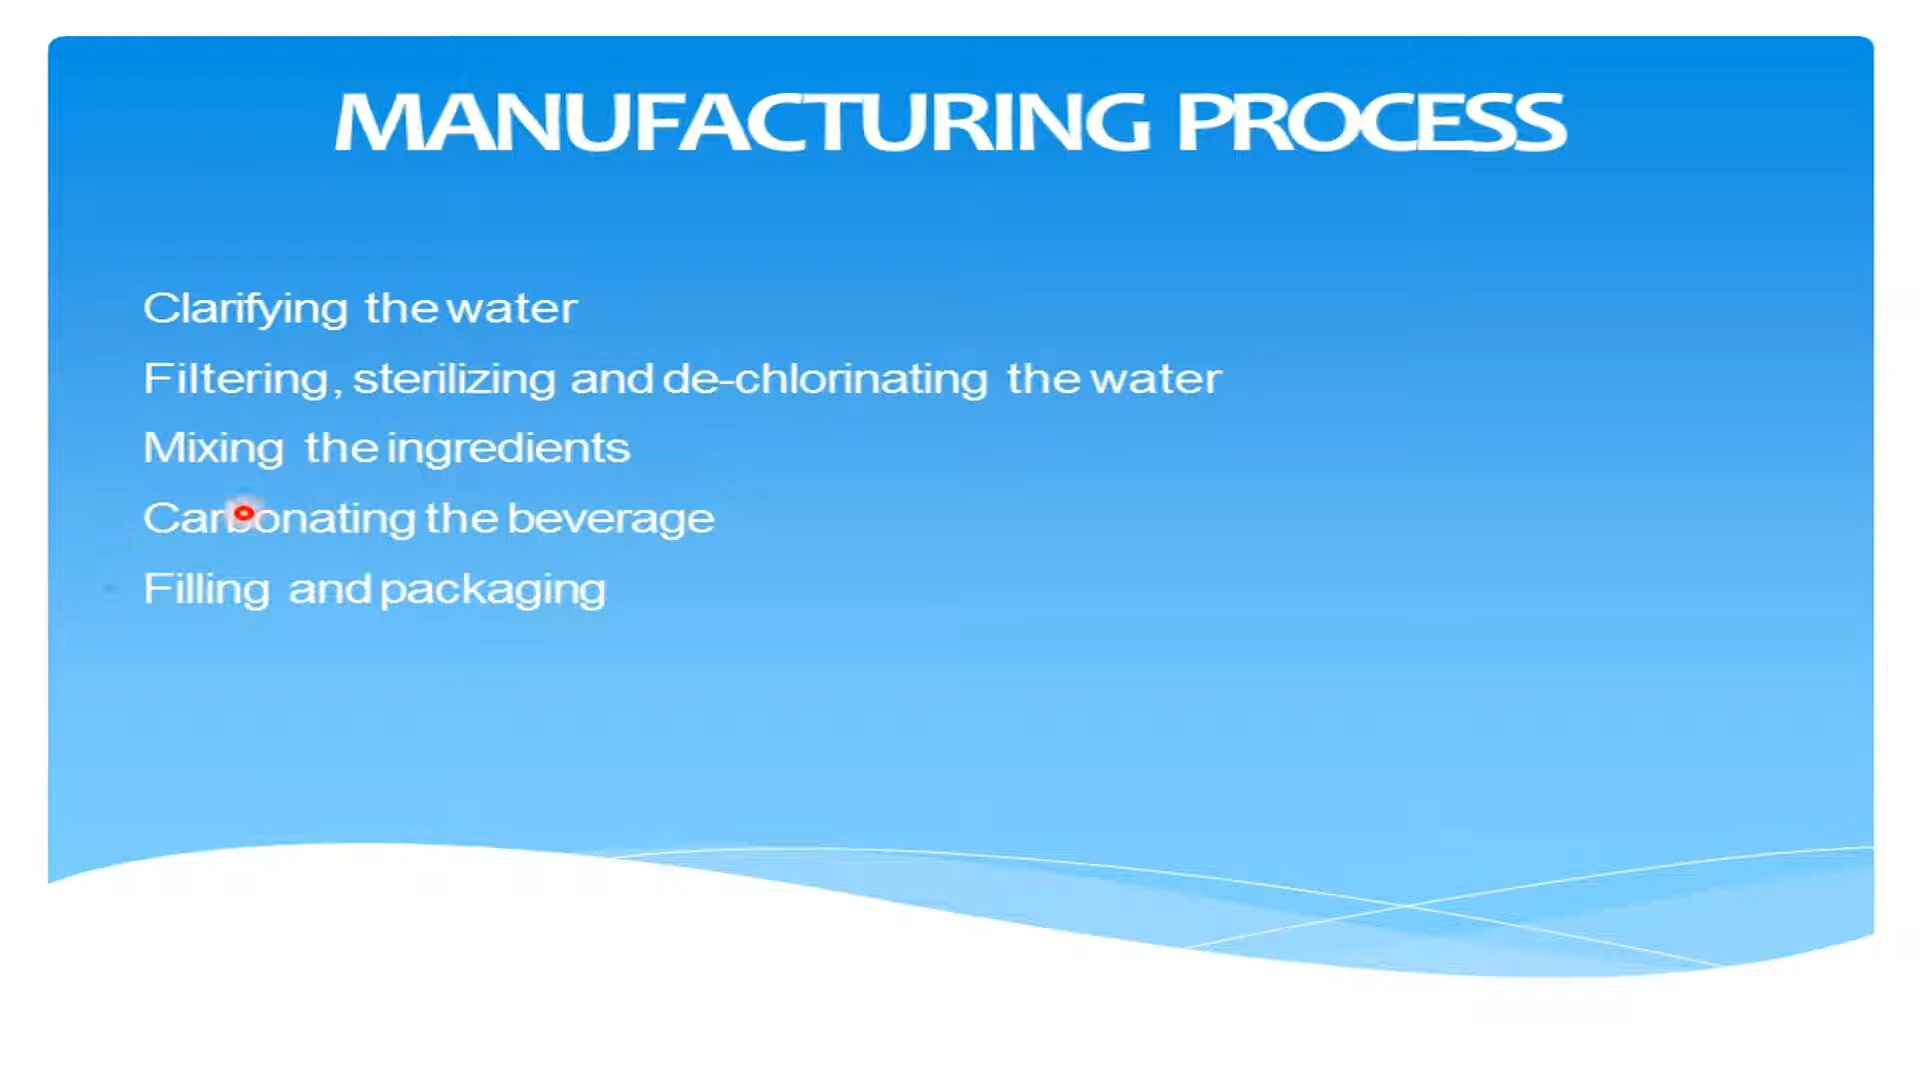 MANUFACTURING PROCESS
Clarifying the water
Filtering, sterilizing and de-chlorinating the water
Mixing the ingredients
Carbonating the beverage
Filling and packaging